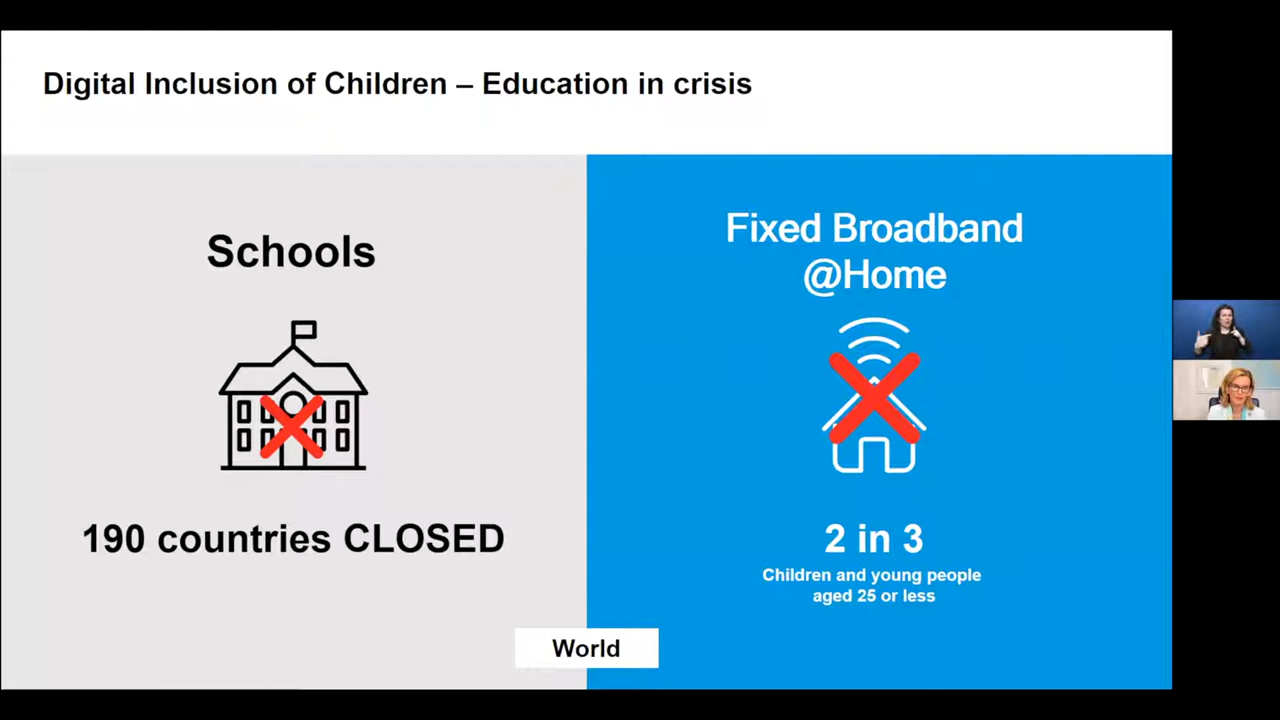 Digital Inclusion of Children – Education in crisis
Schools
190 countries CLOSED
Fixed Broadband
@Home
2 in 3
Children and young people
aged 25 or less
World